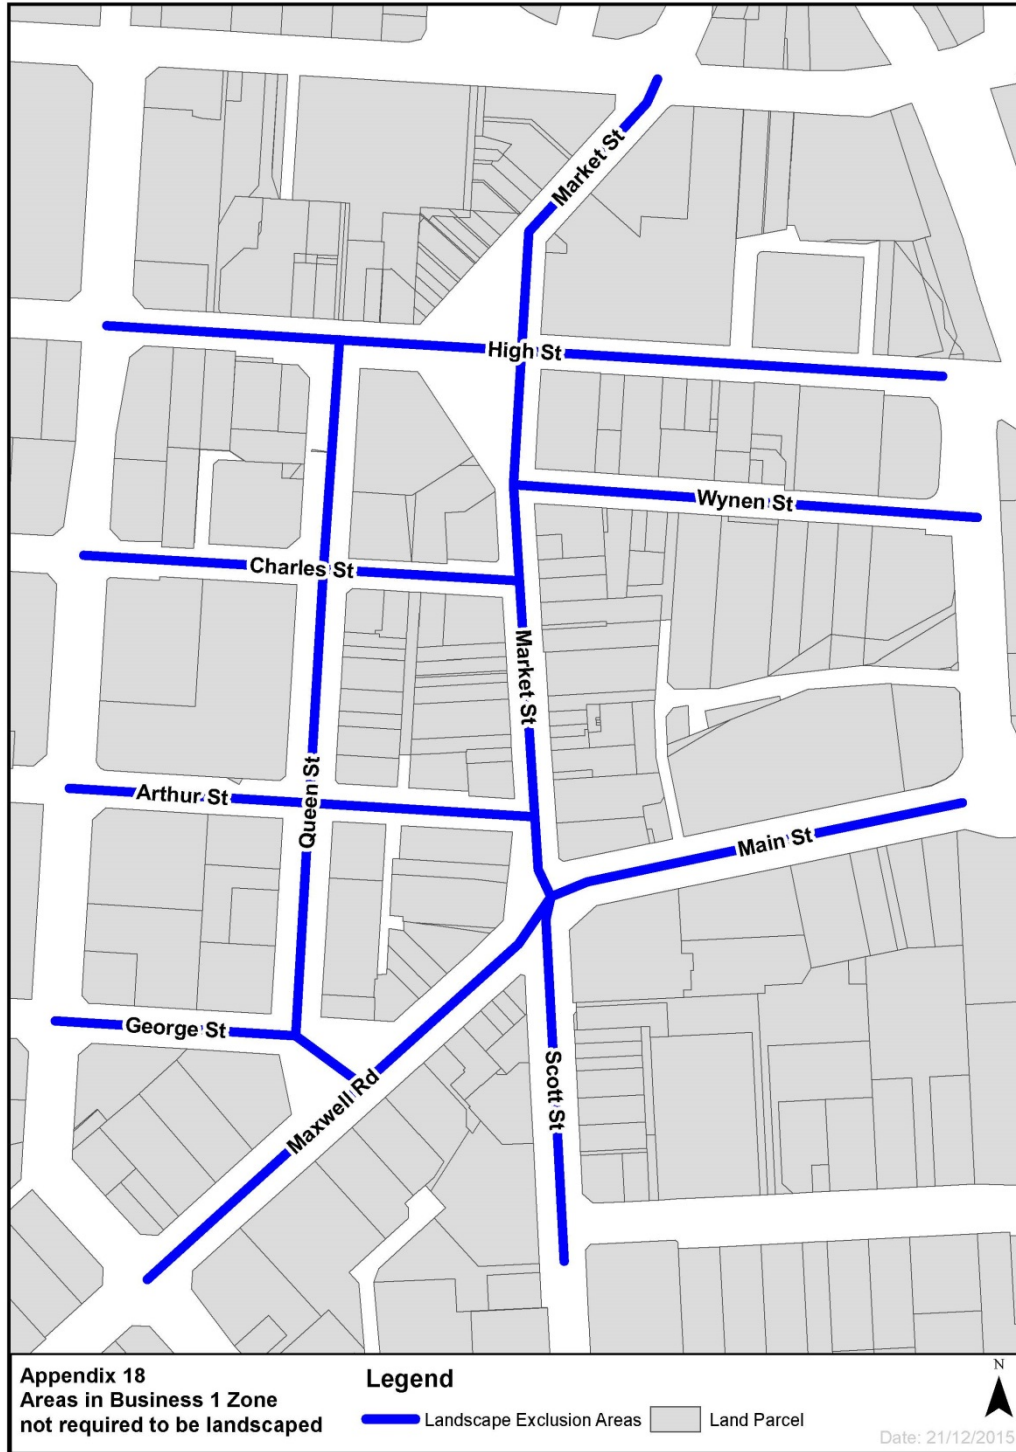 Market St
High St
Wynen St
Charles St
Market St
Queen St
Arthur St
Main St
George St
Maxwell Rd
Scott St
Appendix 18
Areas in Business 1 Zone
not required to be landscaped
Legend
Landscape Exclusion Areas
Land Parcel
N
Date: 21/12/2015